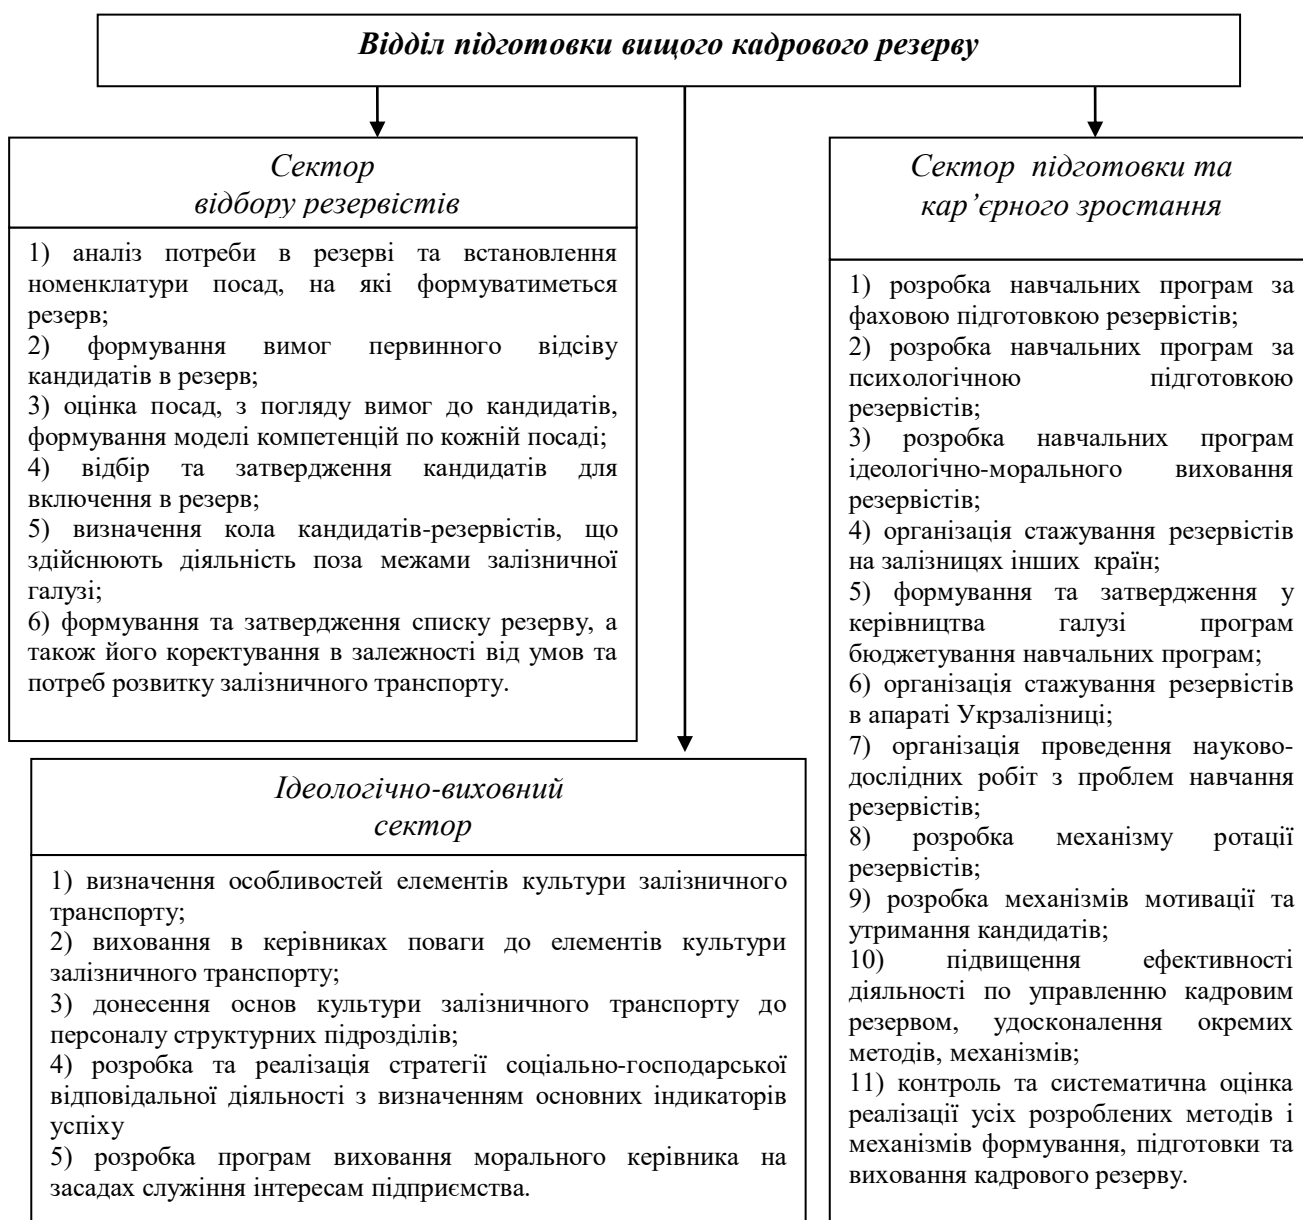 Відділ підготовки вищого кадрового резерву
Сектор
відбору резервістів
1) аналіз потреби в резерві та встановлення
номенклатури посад, на які формуватиметься
резерв;
2) формування вимог первинного відсіву
кандидатів в резерв;
3) оцінка посад, з погляду вимог до кандидатів,
формування моделі компетенцій по кожній посаді;
4) відбір та затвердження кандидатів для
включення в резерв;
5) визначення кола кандидатів-резервістів, що
здійснюють діяльність поза межами залізничної
галузі;
6) формування та затвердження списку резерву, а
також його коректування в залежності від умов та
потреб розвитку залізничного транспорту.
Ідеологічно-виховний
сектор
1) визначення особливостей елементів культури залізничного
транспорту;
2) виховання в керівниках поваги до елементів культури
залізничного транспорту;
3) донесення основ культури залізничного транспорту до
персоналу структурних підрозділів;
4) розробка та реалізація стратегії соціально-господарської
відповідальної діяльності з визначенням основних індикаторів
успіху
5) розробка програм виховання морального керівника на
засадах служіння інтересам підприємства.
Сектор підготовки та
кар’єрного зростання
1) розробка навчальних програм за
фаховою підготовкою резервістів;
2) розробка навчальних програм за
психологічною підготовкою
резервістів;
3) розробка навчальних програм
ідеологічно-морального виховання
резервістів;
4) організація стажування резервістів
на залізницях інших країн;
5) формування та затвердження у
керівництва галузі програм
бюджетування навчальних програм;
6) організація стажування резервістів
в апараті Укрзалізниці;
7) організація проведення науково-
дослідних робіт з проблем навчання
резервістів;
8) розробка механізму ротації
резервістів;
9) розробка механізмів мотивації та
утримання кандидатів;
10) підвищення ефективності
діяльності по управленню кадровим
резервом, удосконалення окремих
методів, механізмів;
11) контроль та систематична оцінка
реалізації усіх розроблених методів і
механізмів формування, підготовки та
виховання кадрового резерву.